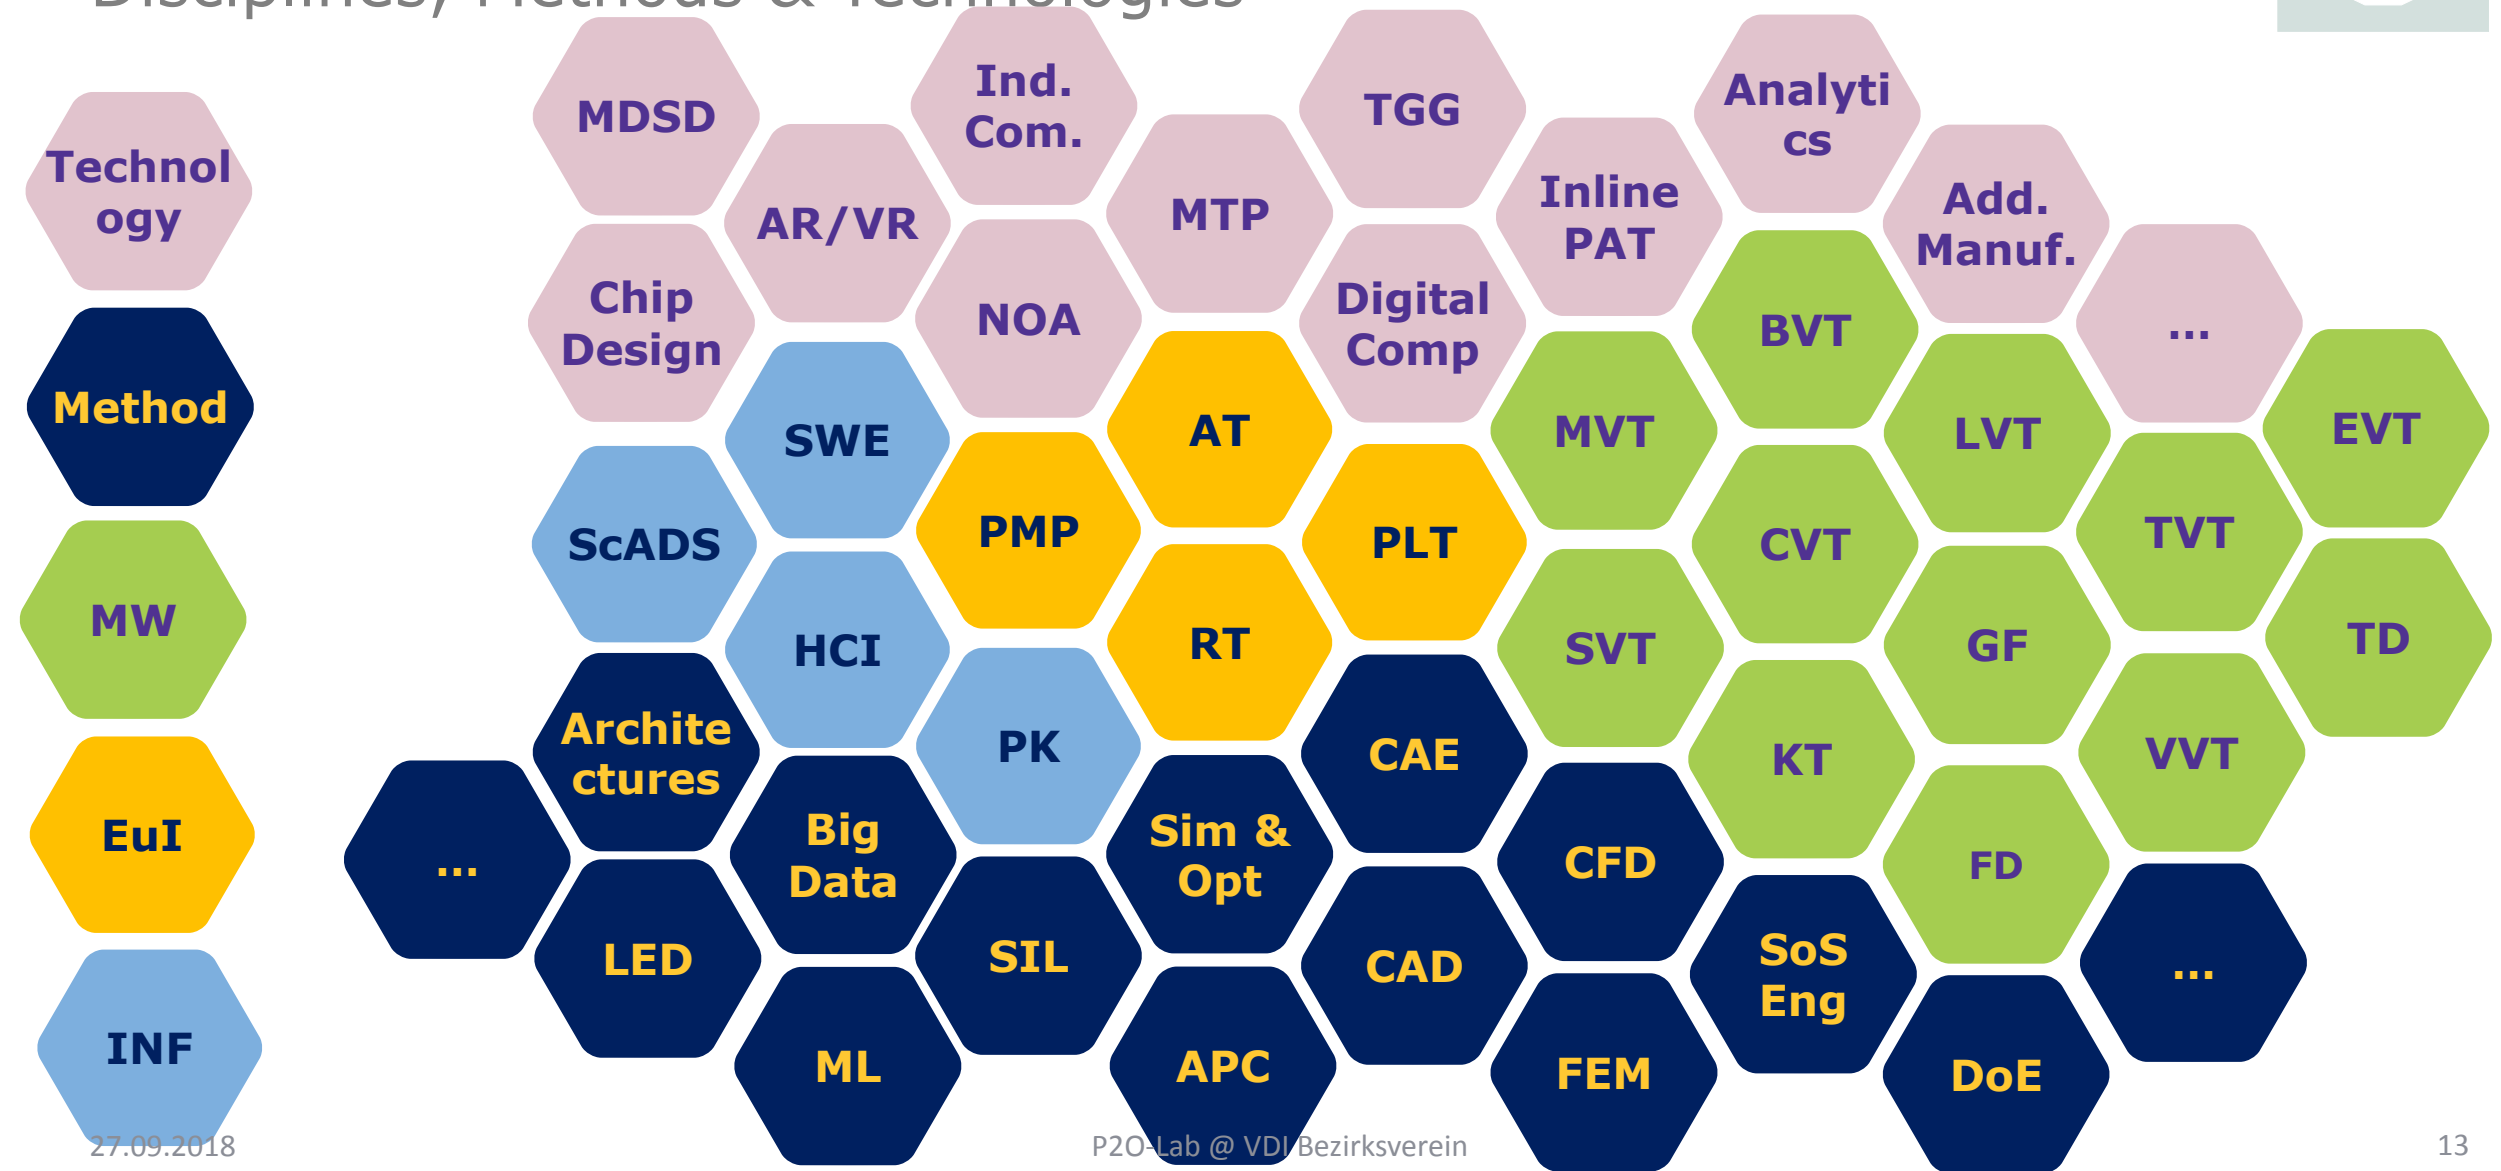 Disciplines, Methods & Technologies
Technol
ogy
Method
MW
EuI
INF
MDSD
Ind.
Com.
TGG
Analyti
cs
AR/VR
MTP
Inline
PAT
Add.
Manuf.
Chip
Design
NOA
Digital
Comp
BVT
...
SWE
AT
MVT
LVT
EVT
ScADS
PMP
PLT
CVT
TVT
HCI
RT
SVT
GF
TD
Archite
ctures
PK
CAE
KT
VVT
...
Big
Data
Sim &
Opt
CFD
FD
LED
SIL
CAD
SoS
Eng
...
ML
APC
FEM
DoE
27.09.2018
P2O-Lab @ VDI Bezirksverein
13